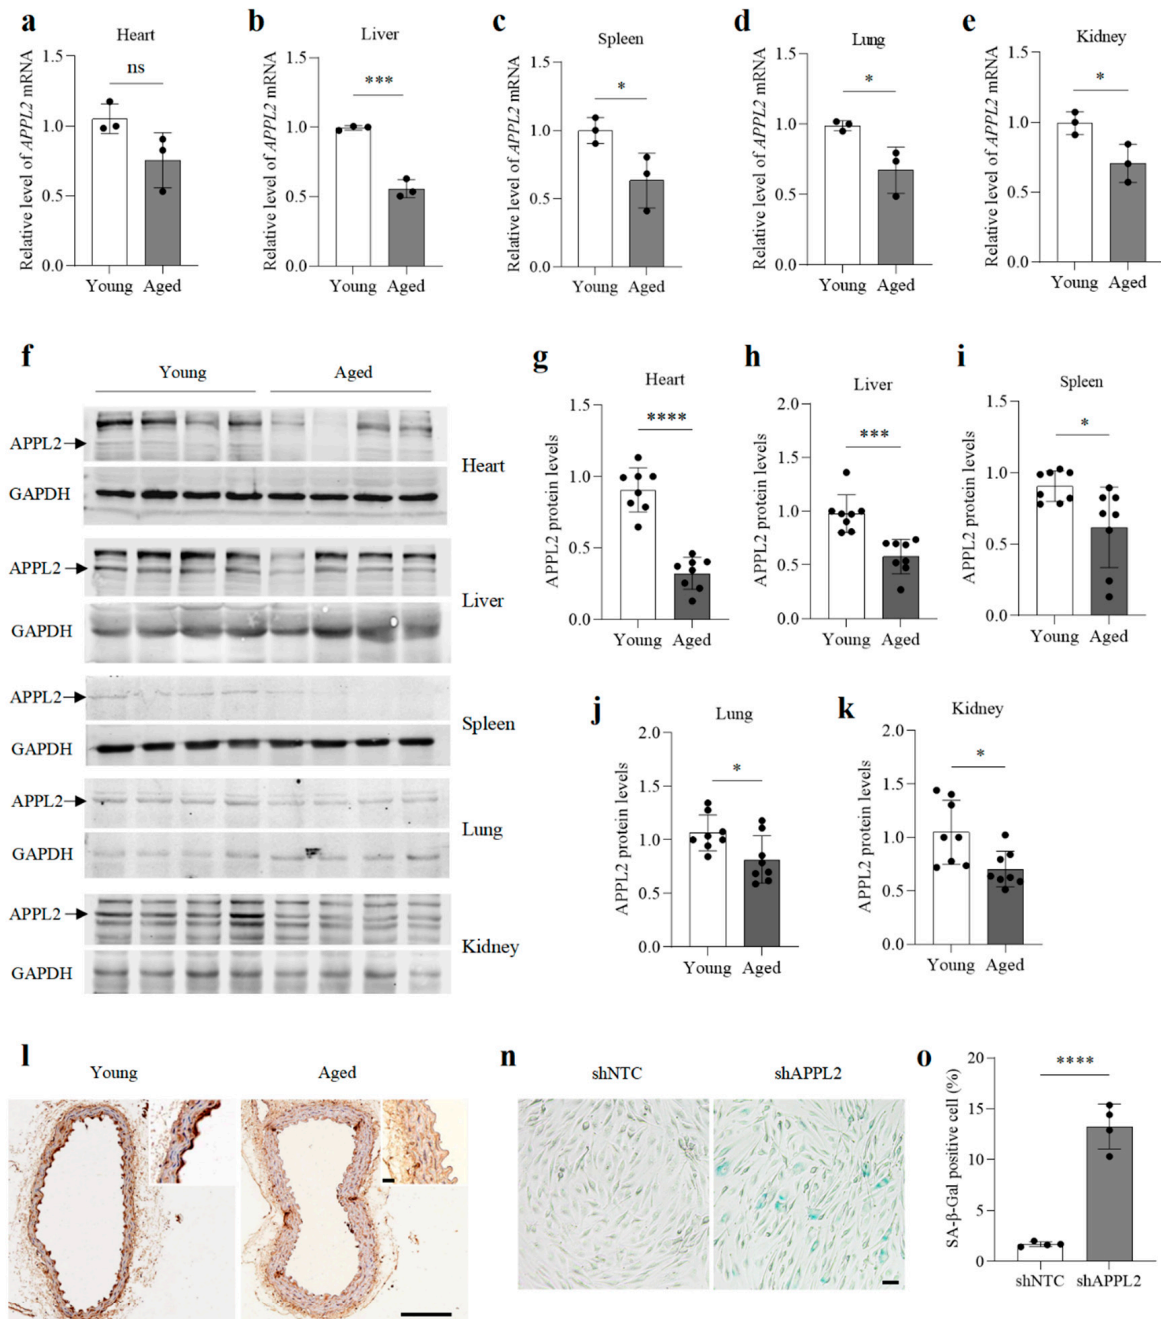 a
Heart
Relative level of APPL2 mRNA
1.5
1.0
0.5
0.0
ns
Young Aged
b
Liver
Relative level of APPL2 mRNA
1.5
1.0
0.5
0.0
***
Young Aged
c
Spleen
Relative level of APPL2 mRNA
1.5
1.0
0.5
0.0
*
Young Aged
d
Lung
Relative level of APPL2 mRNA
1.5
1.0
0.5
0.0
*
Young Aged
e
Kidney
Relative level of APPL2 mRNA
1.5
1.0
0.5
0.0
*
Young Aged
f
Young Aged
APPL2
Heart
GAPDH
APPL2
Liver
GAPDH
APPL2
Spleen
GAPDH
APPL2
Lung
GAPDH
APPL2
Kidney
GAPDH
g
Heart
APPL2 protein levels
1.5
1.0
0.5
0.0
****
Young Aged
h
Liver
APPL2 protein levels
2.0
1.5
1.0
0.5
0.0
***
Young Aged
i
Spleen
APPL2 protein levels
1.5
1.0
0.5
0.0
*
Young Aged
j
Lung
APPL2 protein levels
2.0
1.5
1.0
0.5
0.0
*
Young Aged
k
Kidney
APPL2 protein levels
2.0
1.5
1.0
0.5
0.0
*
Young Aged
l
Young Aged
n
shNTC shAPPL2
o
SA-β-Gal positive cell (%)
20
15
10
5
0
****
shNTC shAPPL2